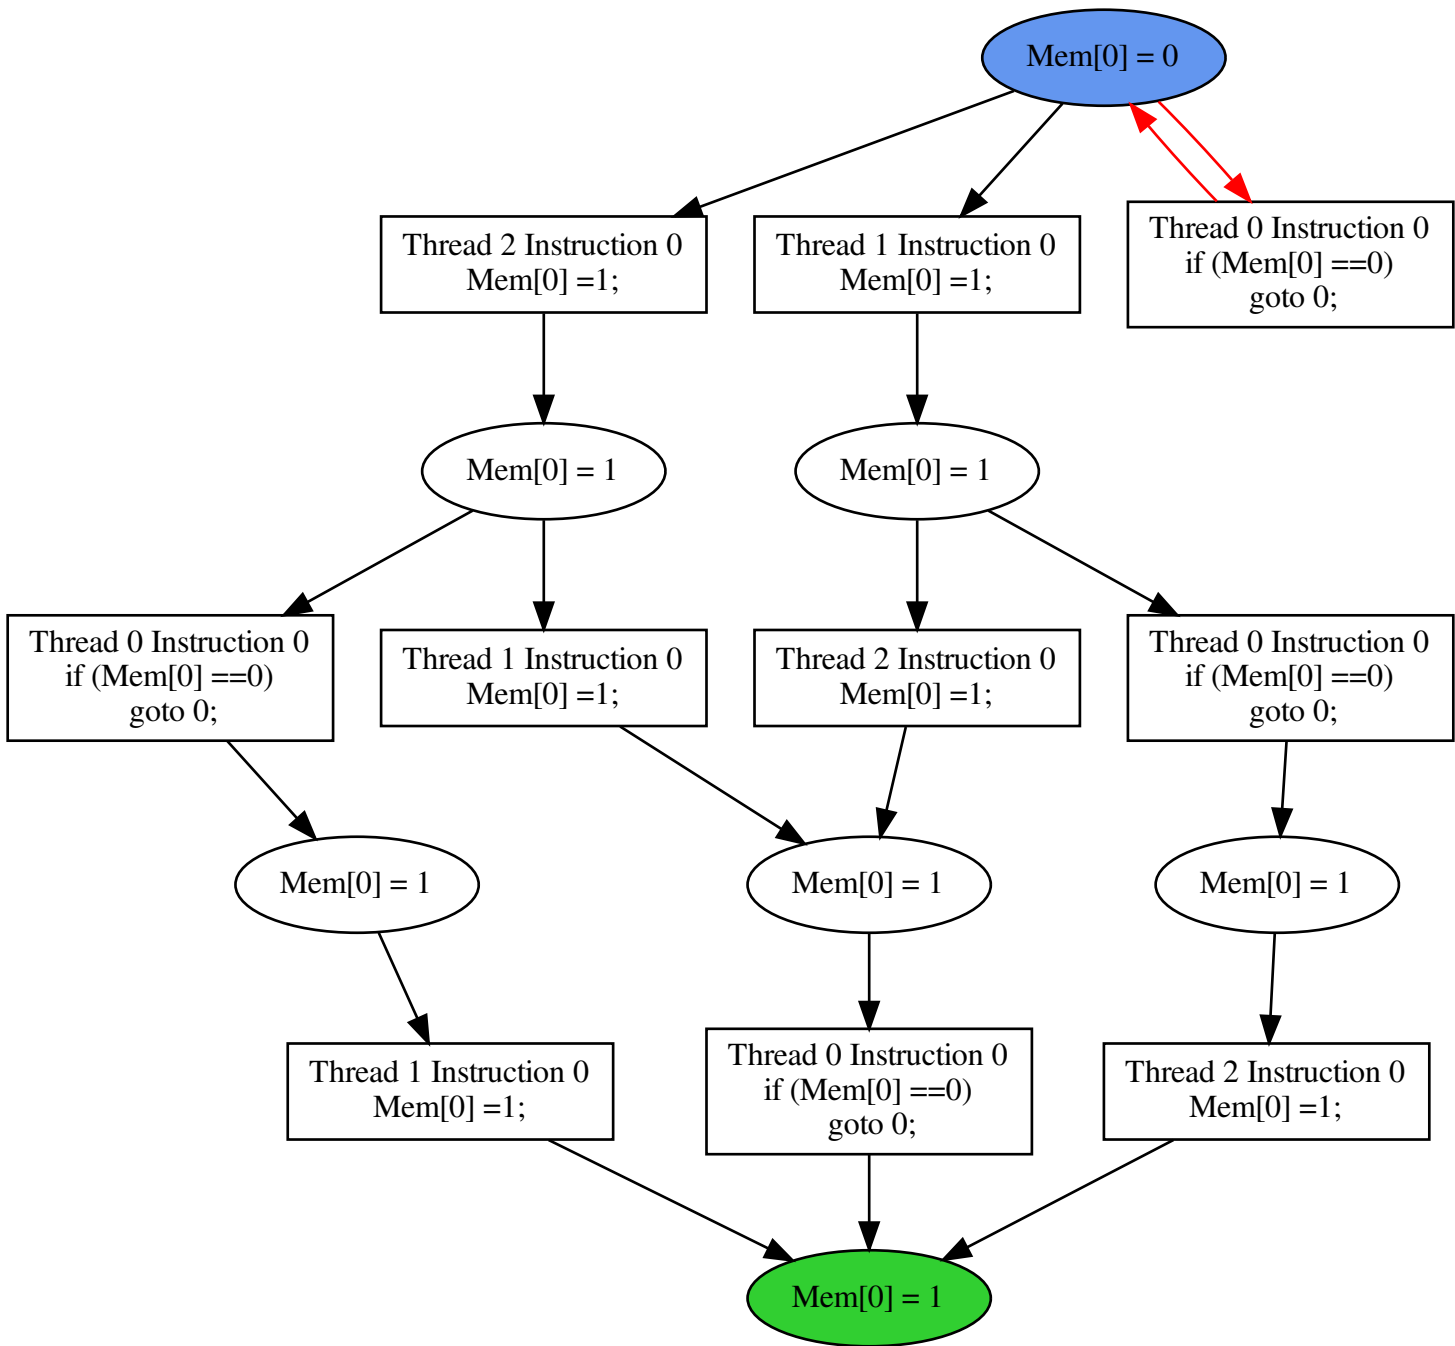 Mem[0] = 0
Thread 2 Instruction 0
Mem[0] =1;
Thread 1 Instruction 0
Mem[0] =1;
Thread 0 Instruction 0
if (Mem[0] ==0)
goto 0;
Mem[0] = 1
Mem[0] = 1
Thread 0 Instruction 0
if (Mem[0] ==0)
goto 0;
Thread 1 Instruction 0
Mem[0] =1;
Thread 2 Instruction 0
Mem[0] =1;
Thread 0 Instruction 0
if (Mem[0] ==0)
goto 0;
Mem[0] = 1
Mem[0] = 1
Mem[0] = 1
Thread 1 Instruction 0
Mem[0] =1;
Thread 0 Instruction 0
if (Mem[0] ==0)
goto 0;
Thread 2 Instruction 0
Mem[0] =1;
Mem[0] = 1